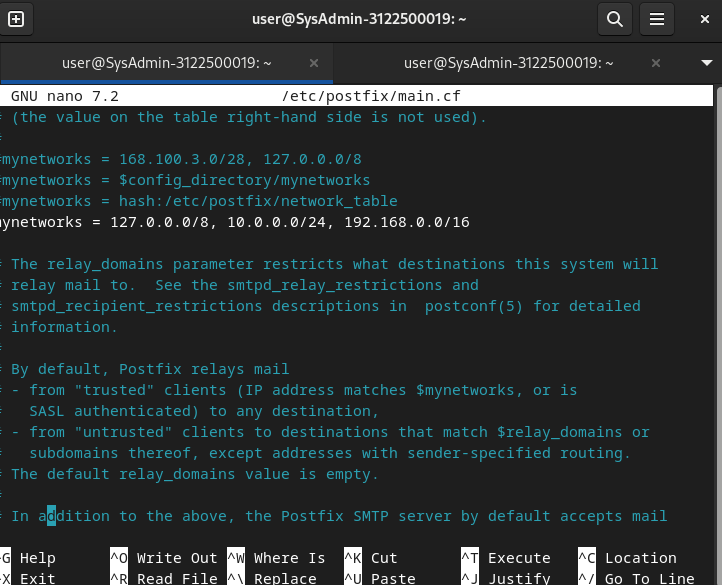 user@SysAdmin-3122500019: ~
user@SysAdmin-3122500019: ~ × user@SysAdmin-3122500019: ~ ×
GNU nano 7.2 /etc/postfix/main.cf
# (the value on the table right-hand side is not used).
#
#mynetworks = 168.100.3.0/28, 127.0.0.0/8
#mynetworks = $config_directory/mynetworks
#mynetworks = hash:/etc/postfix/network_table
mynetworks = 127.0.0.0/8, 10.0.0.0/24, 192.168.0.0/16
# The relay_domains parameter restricts what destinations this system will
# relay mail to.  See the smtpd_relay_restrictions and
# smtpd_recipient_restrictions descriptions in  postconf(5) for detailed
# information.
#
# By default, Postfix relays mail
# - from "trusted" clients (IP address matches $mynetworks, or is
#   SASL authenticated) to any destination,
# - from "untrusted" clients to destinations that match $relay_domains or
#   subdomains thereof, except addresses with sender-specified routing.
# The default relay_domains value is empty.
#
# In addition to the above, the Postfix SMTP server by default accepts mail
^G Help ^O Write Out ^W Where Is ^K Cut ^T Execute ^C Location
^X Exit ^R Read File ^\ Replace ^U Paste ^J Justify ^/ Go To Line